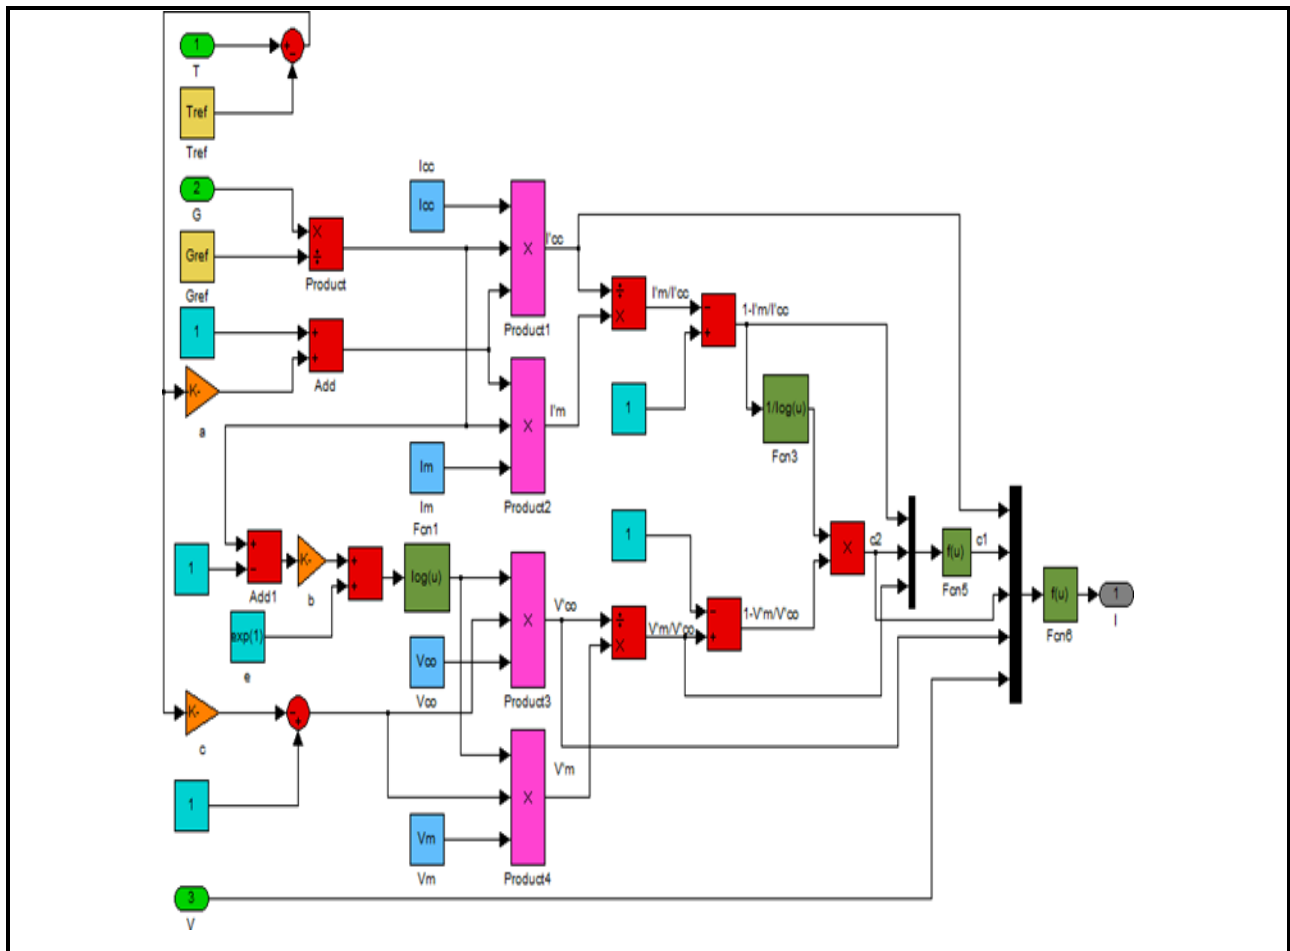 1
+
-
T
Tref
Tref
2
G
Gref
Gref
X
÷
Product
Icc
Icc
X
I'cc
Product1
1
+
+
Add
-K-
a
X
I'm
Product2
Im
Im
÷
X
I'm/I'cc
-
+
1-I'm/I'cc
1
1/log(u)
Fcn3
1
+
-
Add1
-K-
b
+
+
exp(1)
e
Fcn1
log(u)
X
V'co
Product3
Vco
Vco
÷
X
V'm/V'co
1
-
+
1-V'm/V'co
X
c2
f(u)
Fcn5
c1
f(u)
Fcn6
1
I
-K-
c
-
+
1
X
V'm
Product4
Vm
Vm
3
V